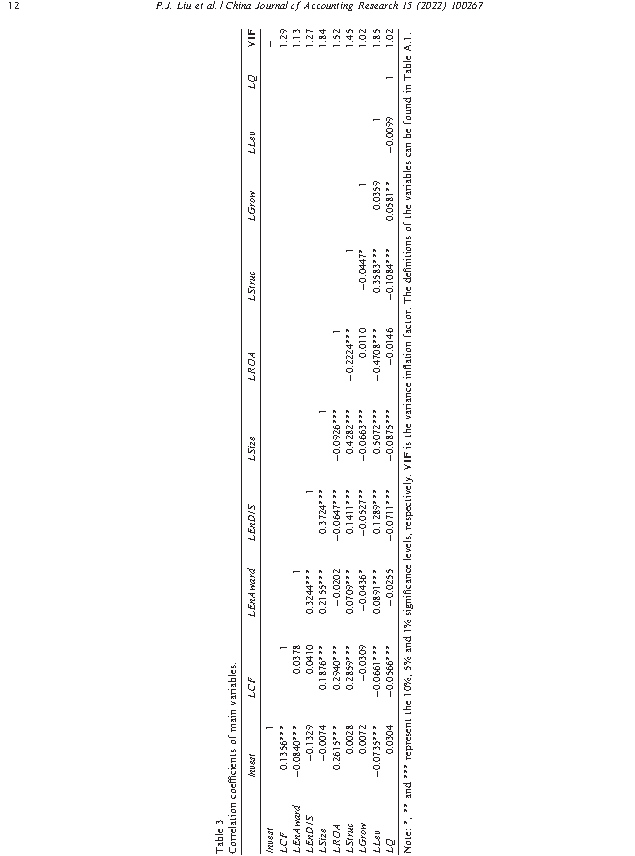 12 P.J. Liu et al. / China Journal of Accounting Research 15 (2022) 100267
Table 3
Correlation coefficients of main variables.
Invest LCF LEnAward LEnDIS LSize LROA LStruc LGrow LLev LQ VIF
Invest 1 –
LCF 0.1356*** 1 1.29
LEnAward −0.0840*** 0.0378 1 1.13
LEnDIS −0.1329 0.0410 0.3244*** 1 1.27
LSize −0.0074 0.1876*** 0.2155*** 0.3724*** 1 1.84
LROA 0.2615*** 0.2940*** −0.0202 −0.0647*** −0.0926*** 1 1.52
LStruc 0.0028 0.2859*** 0.0709*** 0.1411*** 0.4282*** −0.2224*** 1 1.45
LGrow 0.0072 −0.0309 −0.0436* −0.0527** −0.0663*** 0.0110 −0.0447* 1 1.02
LLev −0.0735*** −0.0661*** 0.0891*** 0.1289*** 0.5072*** −0.4708*** 0.3583*** 0.0359 1 1.85
LQ 0.0304 −0.0566*** −0.0255 −0.0711*** −0.0875*** −0.0146 −0.1084*** 0.0581** −0.0099 1 1.02
Note: *, ** and *** represent the 10%, 5% and 1% significance levels, respectively. VIF is the variance inflation factor. The definitions of the variables can be found in Table A.1.